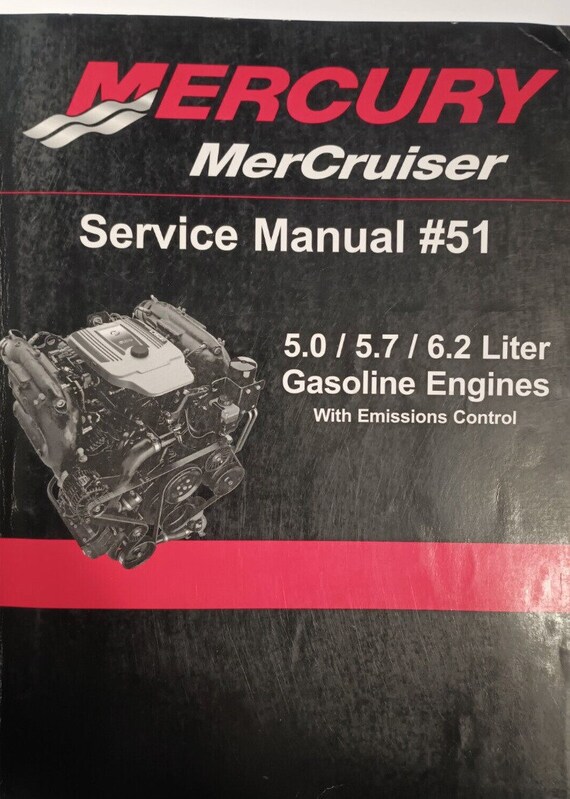 MERCURY
MerCruiser
Service Manual #51
5.0 / 5.7 / 6.2 Liter
Gasoline Engines
With Emissions Control